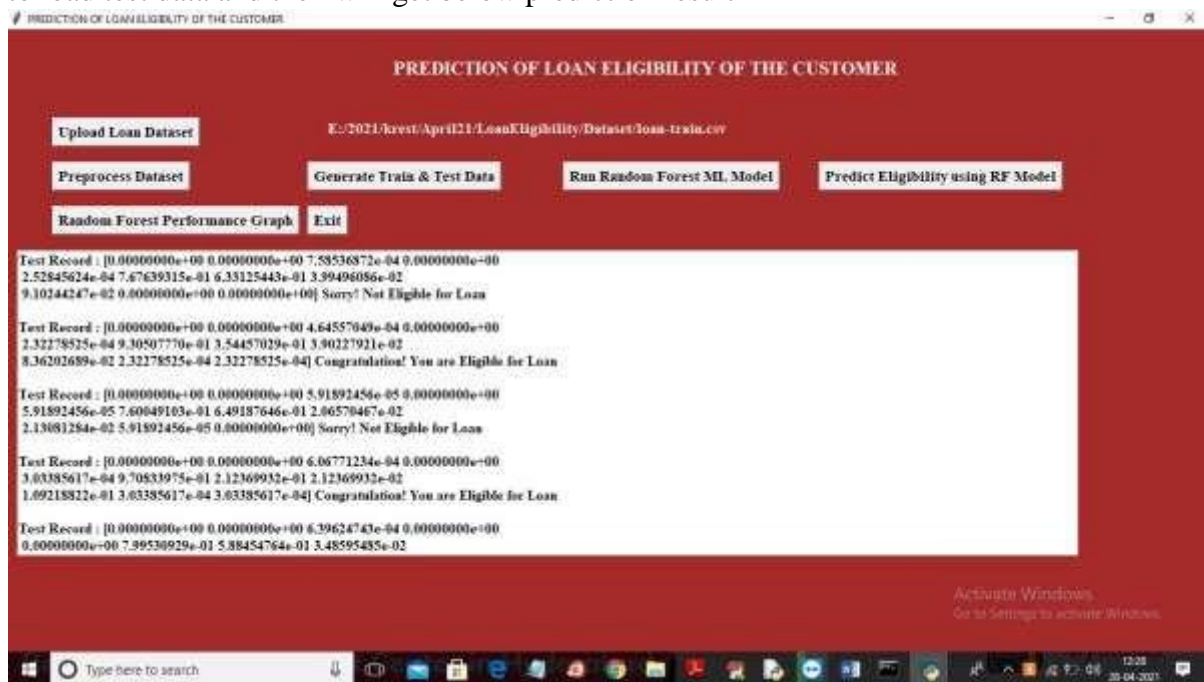 PREDICTION OF LOAN ELIGIBILITY OF THE CUSTOMER
PREDICTION OF LOAN ELIGIBILITY OF THE CUSTOMER
Upload Loan Dataset
E:/2021/krest/April21/LoanEligibility/Dataset/loan-train.csv
Preprocess Dataset
Generate Train & Test Data
Run Random Forest ML Model
Predict Eligibility using RF Model
Random Forest Performance Graph
Exit
Test Record : [0.00000000e+00 0.00000000e+00 7.58536872e-04 0.00000000e+00
2.52845624e-04 7.67639315e-01 6.33125443e-01 3.99496086e-02
9.10244247e-02 0.00000000e+00 0.00000000e+00] Sorry! Not Eligible for Loan
Test Record : [0.00000000e+00 0.00000000e+00 4.64557049e-04 0.00000000e+00
2.32278525e-04 9.30507770e-01 3.54457029e-01 3.90227921e-02
8.36202689e-02 2.32278525e-04 2.32278525e-04] Congratulation! You are Eligible for Loan
Test Record : [0.00000000e+00 0.00000000e+00 5.91892456e-05 0.00000000e+00
5.91892456e-05 7.60049103e-01 6.49187646e-01 2.06570467e-02
2.13081284e-02 5.91892456e-05 0.00000000e+00] Sorry! Not Eligible for Loan
Test Record : [0.00000000e+00 0.00000000e+00 6.06771234e-04 0.00000000e+00
3.03385617e-04 9.70833975e-01 2.12369932e-01 2.12369932e-02
1.09218822e-01 3.03385617e-04 3.03385617e-04] Congratulation! You are Eligible for Loan
Test Record : [0.00000000e+00 0.00000000e+00 6.39624743e-04 0.00000000e+00
0.00000000e+00 7.99530929e-01 5.88454764e-01 3.48595485e-02
Activate Windows
Go to Settings to activate Windows.
Type here to search
12:28
28-04-2021